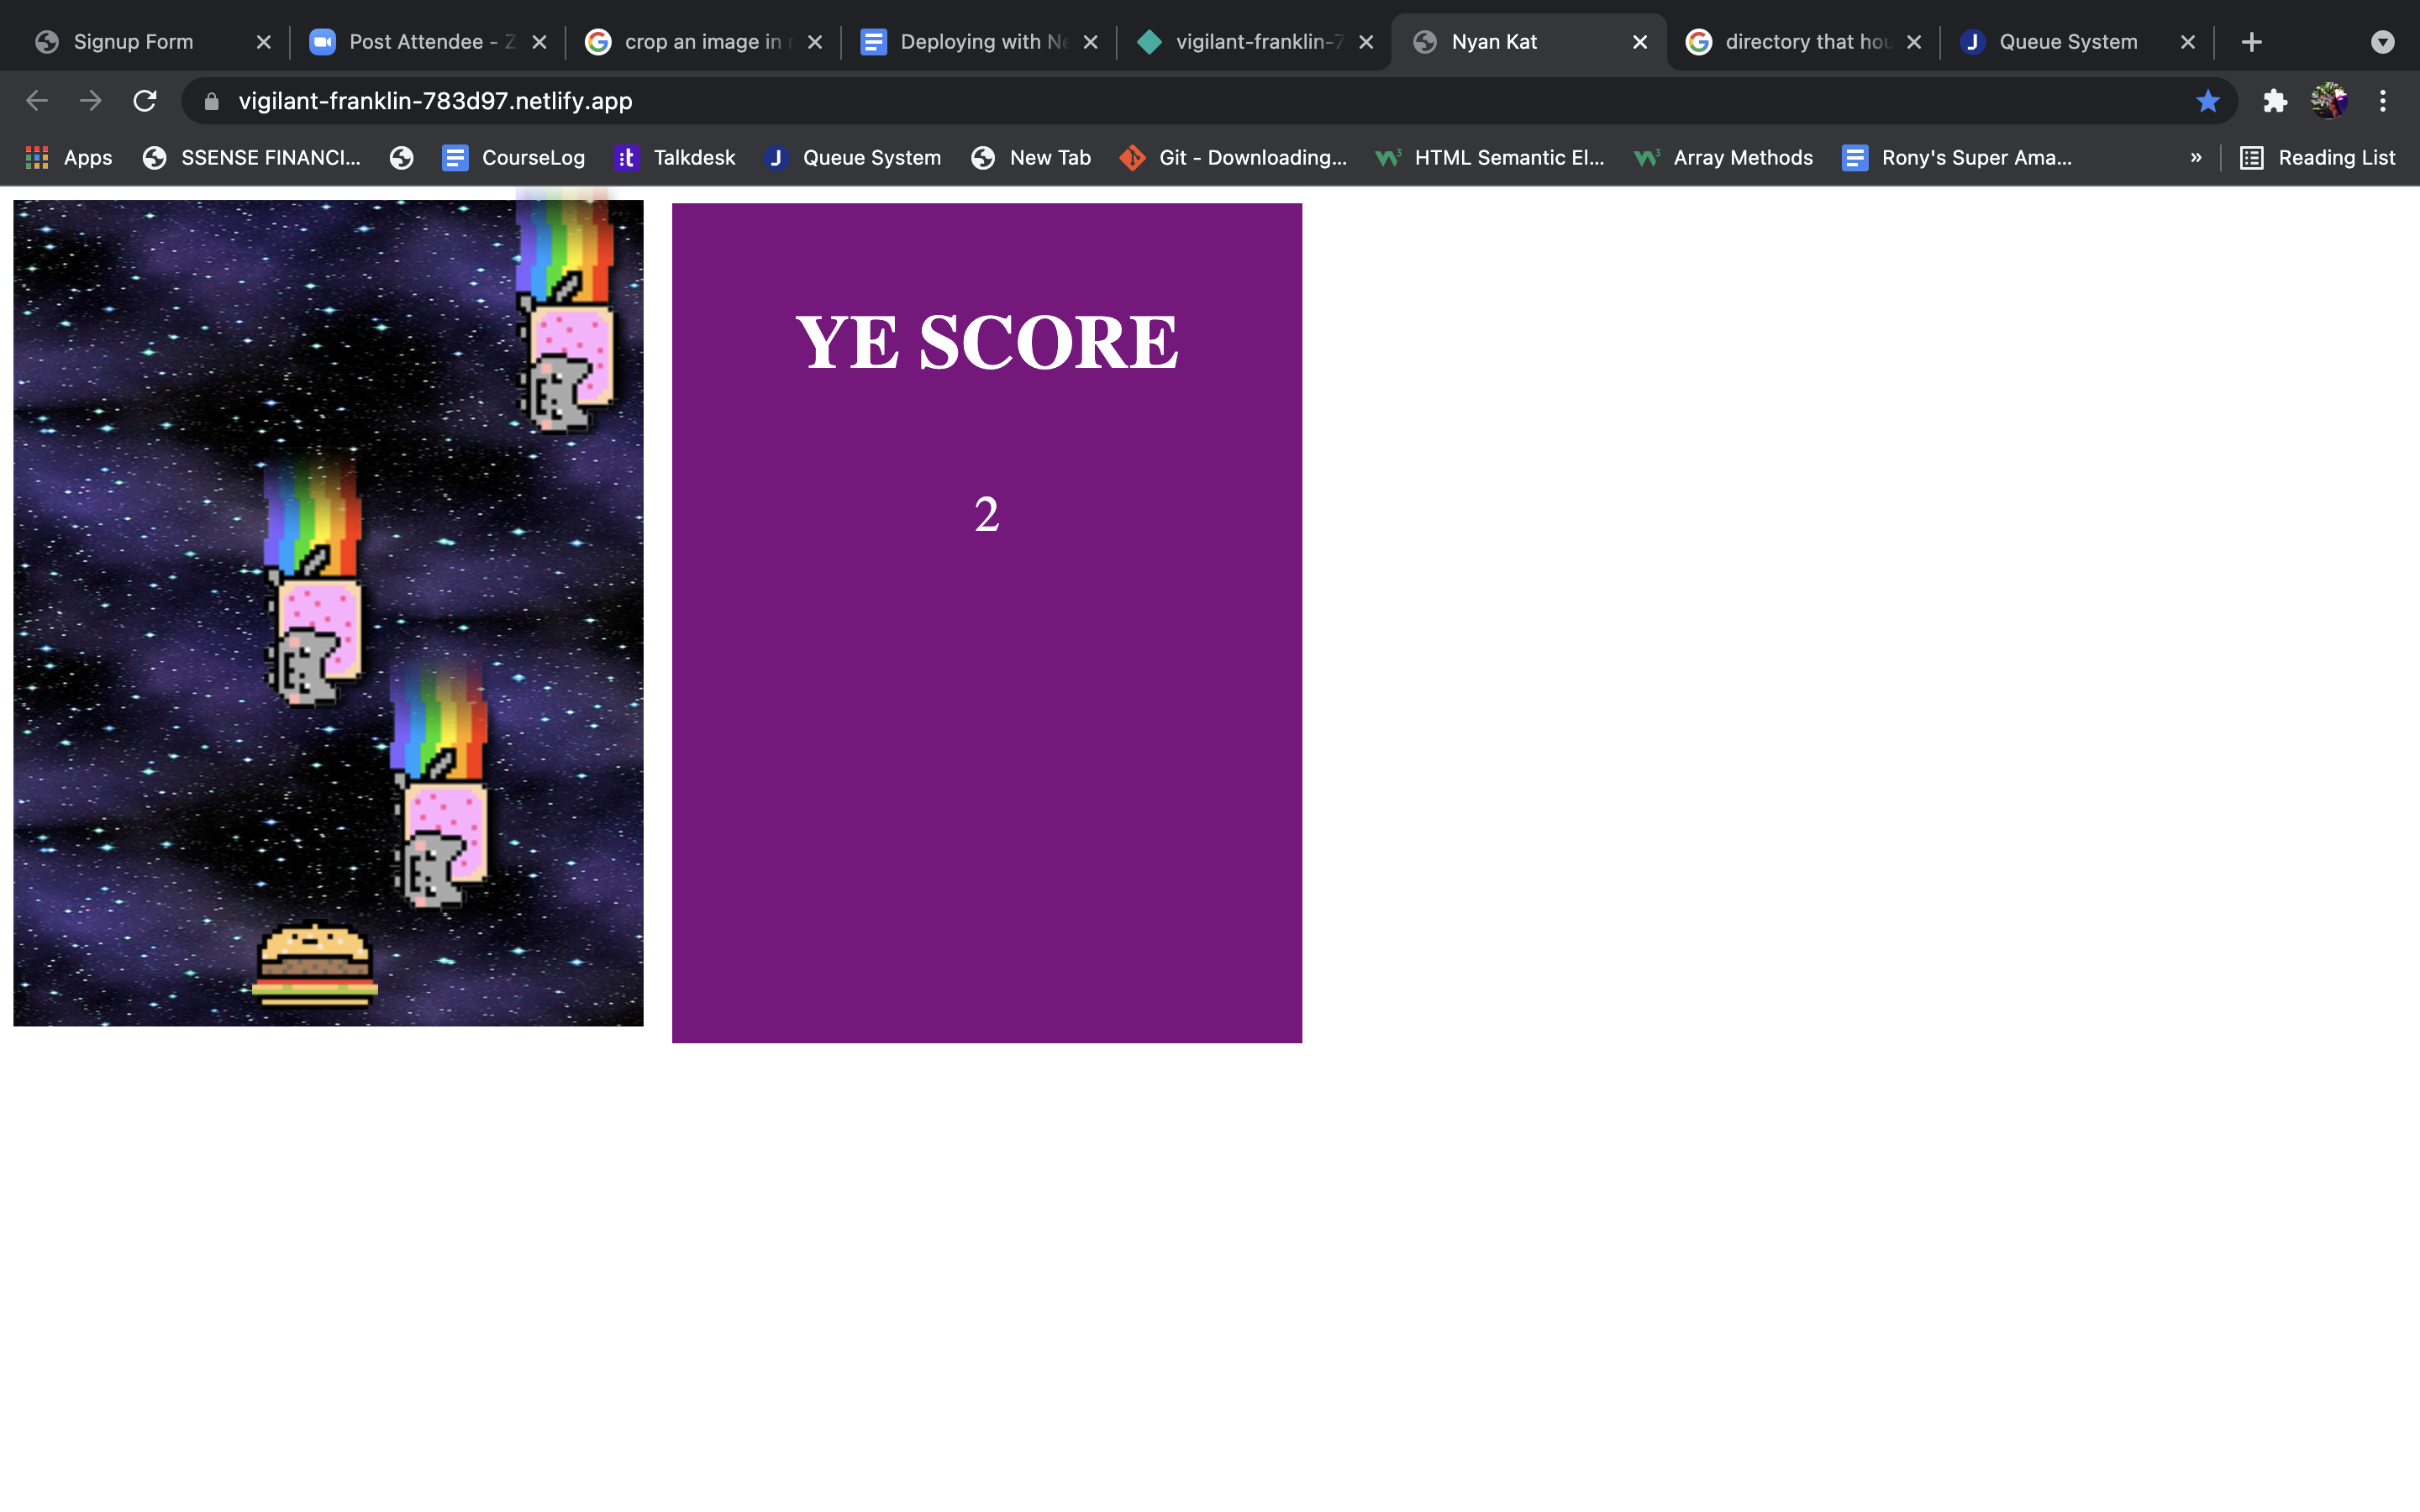 Signup Form
Post Attendee - Z
crop an image in
Deploying with Ne
vigilant-franklin-7
Nyan Kat
directory that hou
Queue System
vigilant-franklin-783d97.netlify.app
Apps
SSENSE FINANCI...
CourseLog
Talkdesk
Queue System
New Tab
Git - Downloading...
HTML Semantic El...
Array Methods
Rony's Super Ama...
»
Reading List
YE SCORE
2